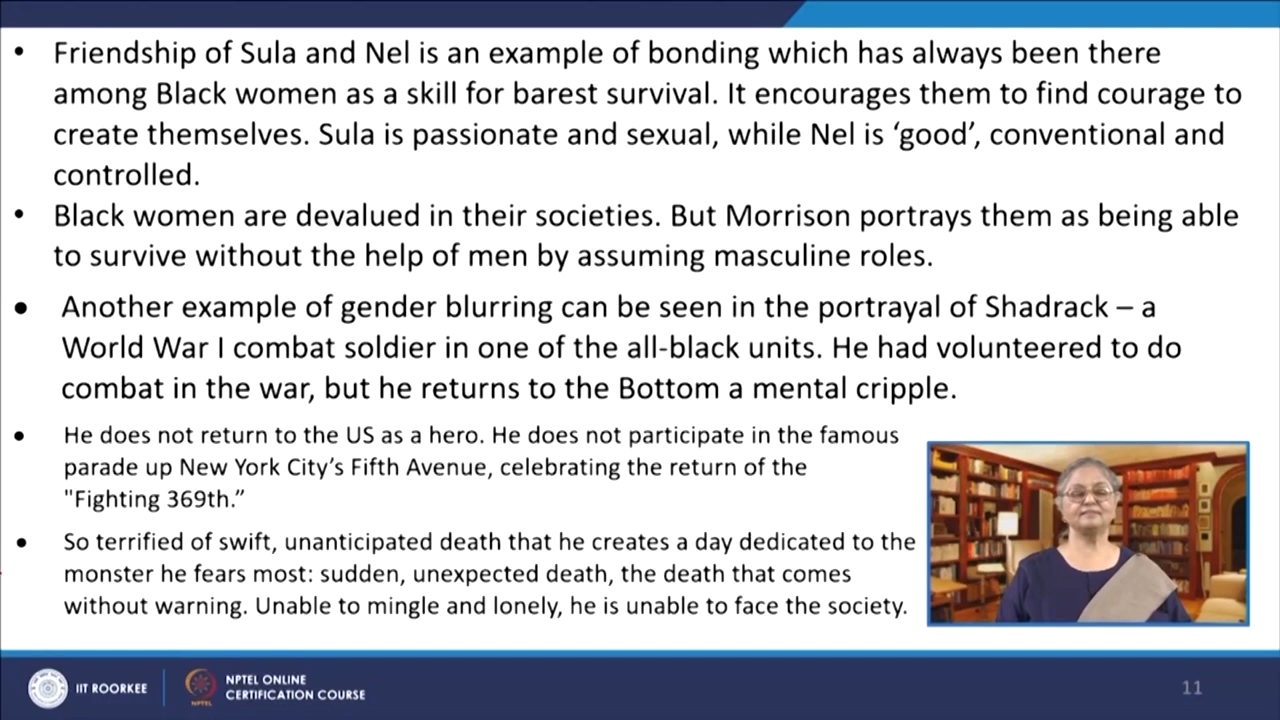 • Friendship of Sula and Nel is an example of bonding which has always been there
among Black women as a skill for barest survival. It encourages them to find courage to
create themselves. Sula is passionate and sexual, while Nel is ‘good’, conventional and
controlled.
• Black women are devalued in their societies. But Morrison portrays them as being able
to survive without the help of men by assuming masculine roles.
• Another example of gender blurring can be seen in the portrayal of Shadrack – a
World War I combat soldier in one of the all-black units. He had volunteered to do
combat in the war, but he returns to the Bottom a mental cripple.
• He does not return to the US as a hero. He does not participate in the famous
parade up New York City’s Fifth Avenue, celebrating the return of the
"Fighting 369th.”
• So terrified of swift, unanticipated death that he creates a day dedicated to the
monster he fears most: sudden, unexpected death, the death that comes
without warning. Unable to mingle and lonely, he is unable to face the society.
IIT ROORKEE
NPTEL
NPTEL ONLINE
CERTIFICATION COURSE
11